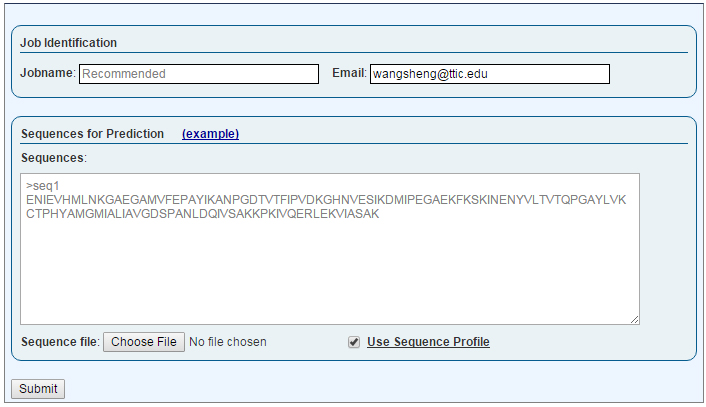 Job Identification
Jobname: Recommended Email: wangsheng@ttic.edu
Sequences for Prediction (example)
Sequences:
>seq1
ENIEVHMLNKGAEGAMVFEPAYIKANPGDTVTFIPVDKGHNVESIKDMIPEGAEKFKSKINENYVLTVTQPGAYLVK
CTPHYAMGMIALIAVGDSPANLDQIVSAKKPKIVQERLEKVIASAK
Sequence file: Choose File No file chosen Use Sequence Profile
Submit